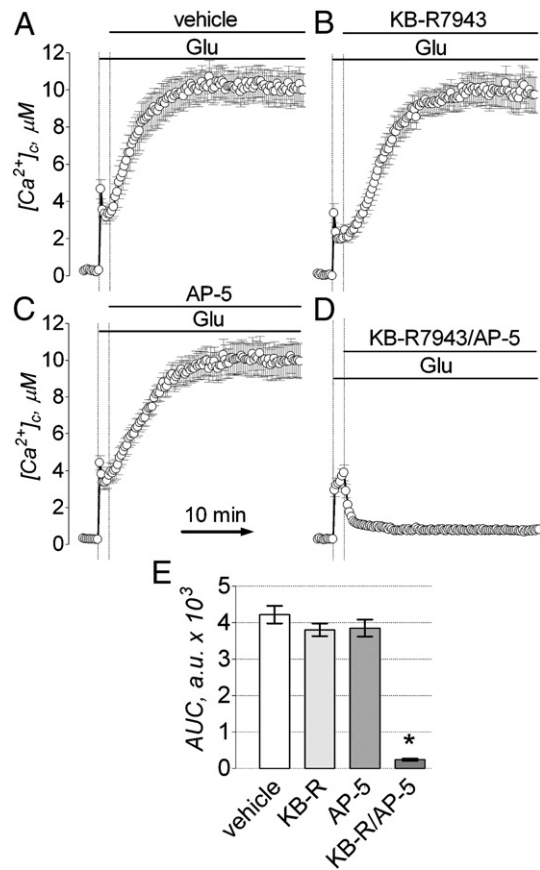 A
vehicle
Glu
[Ca²⁺]c, μM
12
10
8
6
4
2
0
B
KB-R7943
Glu
C
AP-5
Glu
[Ca²⁺]c, μM
12
10
8
6
4
2
0
10 min
D
KB-R7943/AP-5
Glu
E
AUC, a.u. x 10³
5
4
3
2
1
0
*
vehicle
KB-R
AP-5
KB-R/AP-5